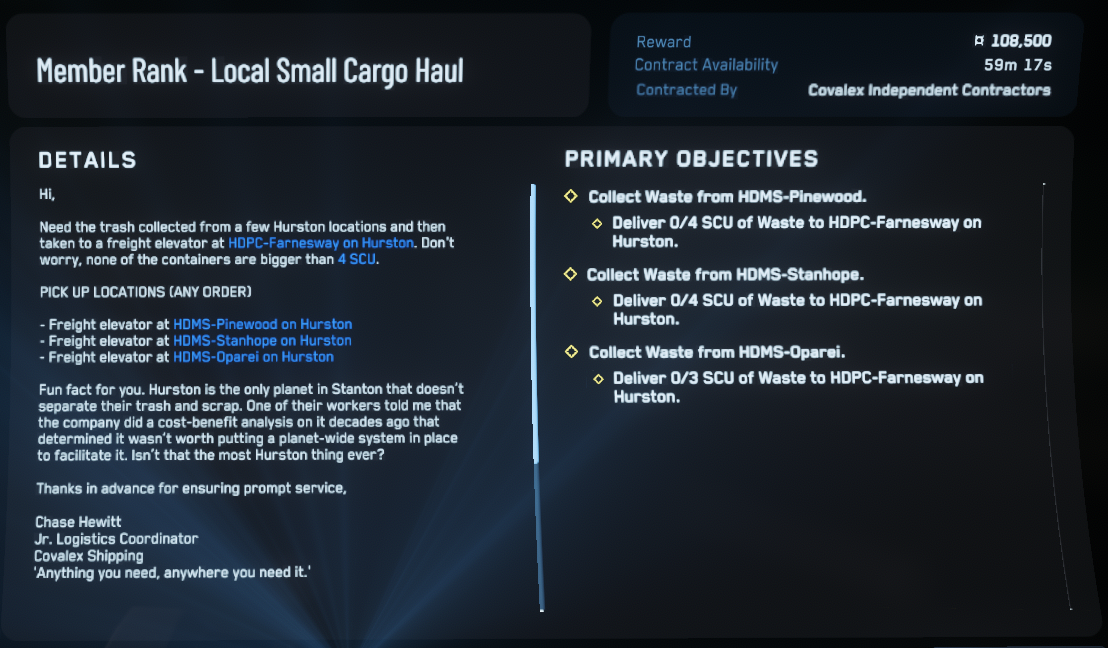 Member Rank - Local Small Cargo Haul
Reward ¤ 108,500
Contract Availability 59m 17s
Contracted By Covalex Independent Contractors
DETAILS
Hi,
Need the trash collected from a few Hurston locations and then
taken to a freight elevator at HDPC-Farnesway on Hurston. Don't
worry, none of the containers are bigger than 4 SCU.
PICK UP LOCATIONS (ANY ORDER)
- Freight elevator at HDMS-Pinewood on Hurston
- Freight elevator at HDMS-Stanhope on Hurston
- Freight elevator at HDMS-Oparei on Hurston
Fun fact for you. Hurston is the only planet in Stanton that doesn't
separate their trash and scrap. One of their workers told me that
the company did a cost-benefit analysis on it decades ago that
determined it wasn't worth putting a planet-wide system in place
to facilitate it. Isn't that the most Hurston thing ever?
Thanks in advance for ensuring prompt service,
Chase Hewitt
Jr. Logistics Coordinator
Covalex Shipping
'Anything you need, anywhere you need it.'
PRIMARY OBJECTIVES
Collect Waste from HDMS-Pinewood.
Deliver 0/4 SCU of Waste to HDPC-Farnesway on
Hurston.
Collect Waste from HDMS-Stanhope.
Deliver 0/4 SCU of Waste to HDPC-Farnesway on
Hurston.
Collect Waste from HDMS-Oparei.
Deliver 0/3 SCU of Waste to HDPC-Farnesway on
Hurston.